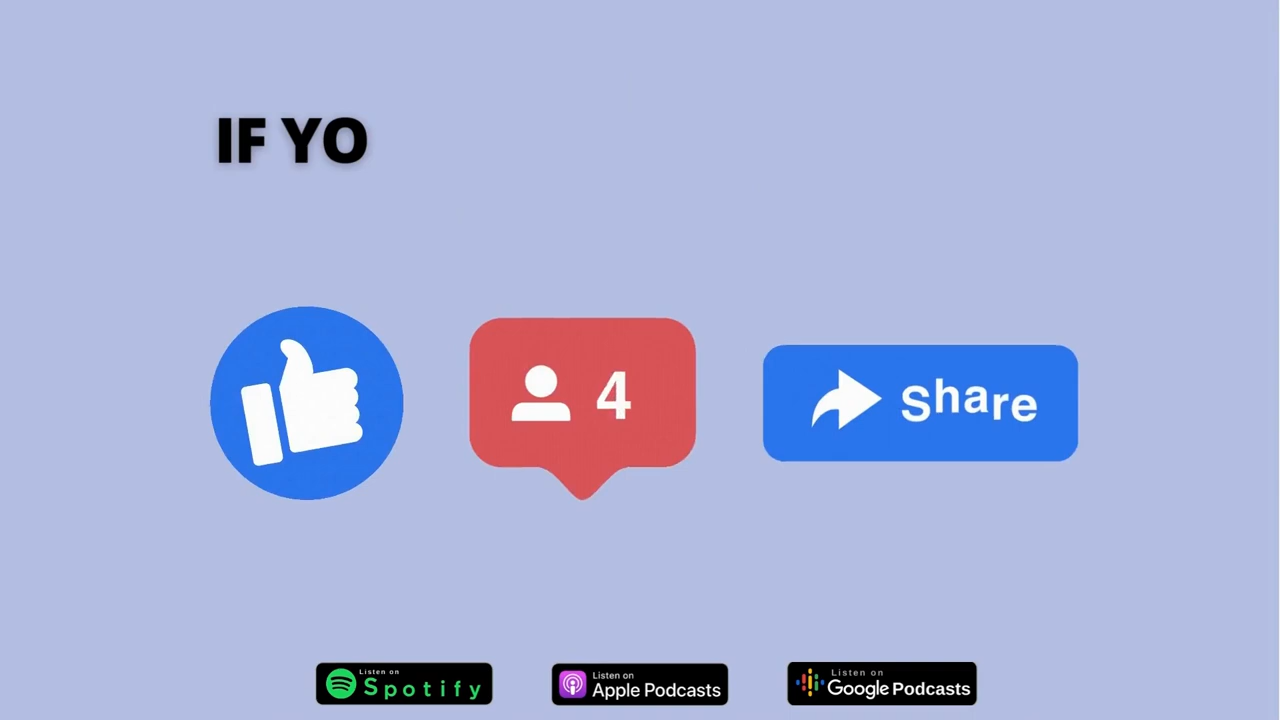 IF YO
4
Share
Listen on
Spotify
Listen on
Apple Podcasts
Listen on
Google Podcasts